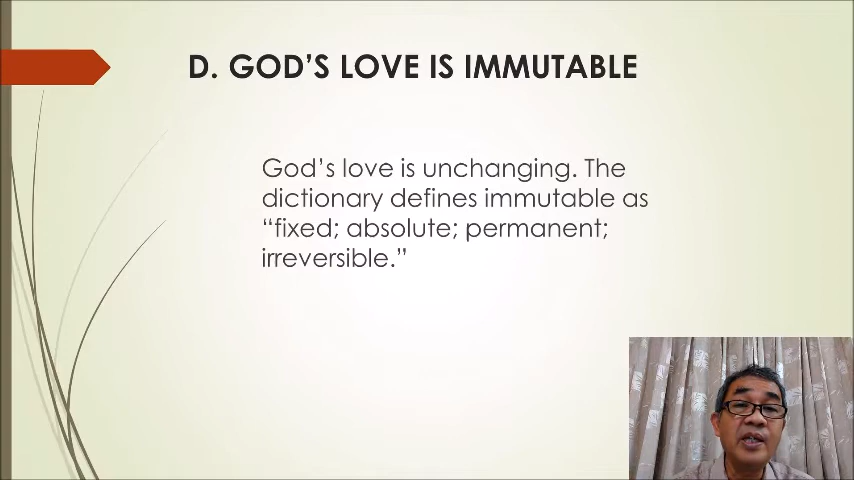 D. GOD’S LOVE IS IMMUTABLE
God’s love is unchanging. The
dictionary defines immutable as
“fixed; absolute; permanent;
irreversible.”